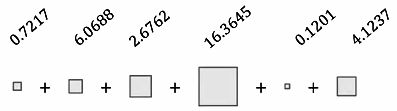 0.7217 6.0688 2.6762 16.3645 0.1201 4.1237
+ + + + +